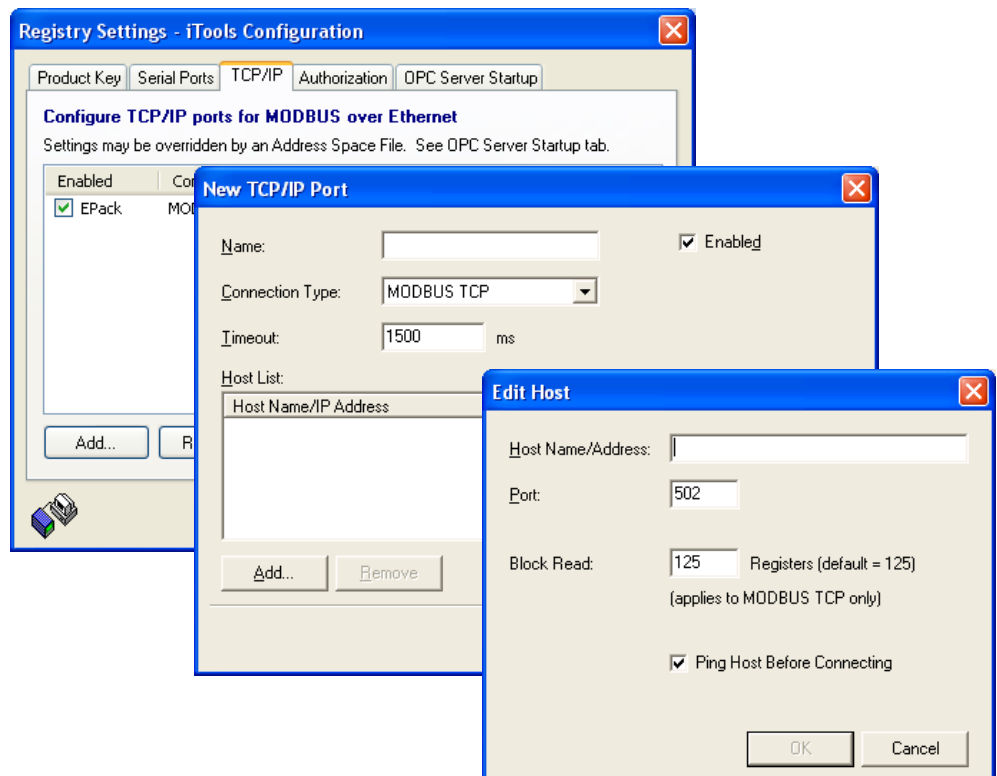 Registry Settings - iTools Configuration
Product Key Serial Ports TCP/IP Authorization OPC Server Startup
Configure TCP/IP ports for MODBUS over Ethernet
Settings may be overridden by an Address Space File. See OPC Server Startup tab.
Enabled
EPack
Add...
New TCP/IP Port
Name:
Enabled
Connection Type: MODBUS TCP
Timeout: 1500 ms
Host List:
Host Name/IP Address
Add... Remove
Edit Host
Host Name/Address:
Port: 502
Block Read: 125 Registers (default = 125)
(applies to MODBUS TCP only)
Ping Host Before Connecting
OK Cancel